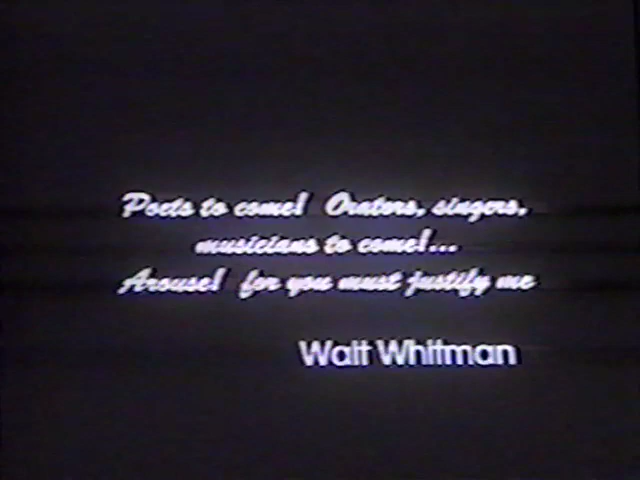 Poets to come! Orators, singers,
musicians to come!...
Arouse! for you must justify me
Walt Whitman